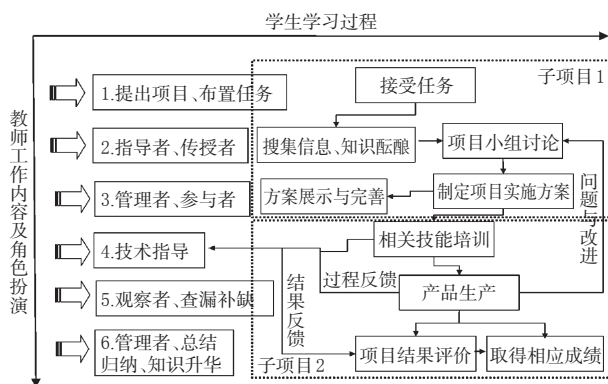 学生学习过程
教师工作内容及角色扮演
1.提出项目、布置任务
2.指导者、传授者
3.管理者、参与者
4.技术指导
5.观察者、查漏补缺
6.管理者、总结
归纳、知识升华
子项目1
接受任务
搜集信息、知识酝酿
项目小组讨论
方案展示与完善
制定项目实施方案
问题与改进
相关技能培训
过程反馈
结果反馈
产品生产
子项目2
项目结果评价
取得相应成绩